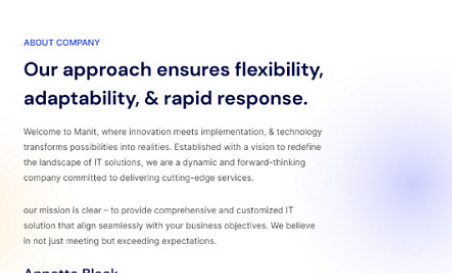 ABOUT COMPANY
Our approach ensures flexibility,
adaptability, & rapid response.
Welcome to Manit, where innovation meets implementation, & technology
transforms possibilities into realities. Established with a vision to redefine
the landscape of IT solutions, we are a dynamic and forward-thinking
company committed to delivering cutting-edge services.
our mission is clear – to provide comprehensive and customized IT
solution that align seamlessly with your business objectives. We believe
in not just meeting but exceeding expectations.
Annette Black